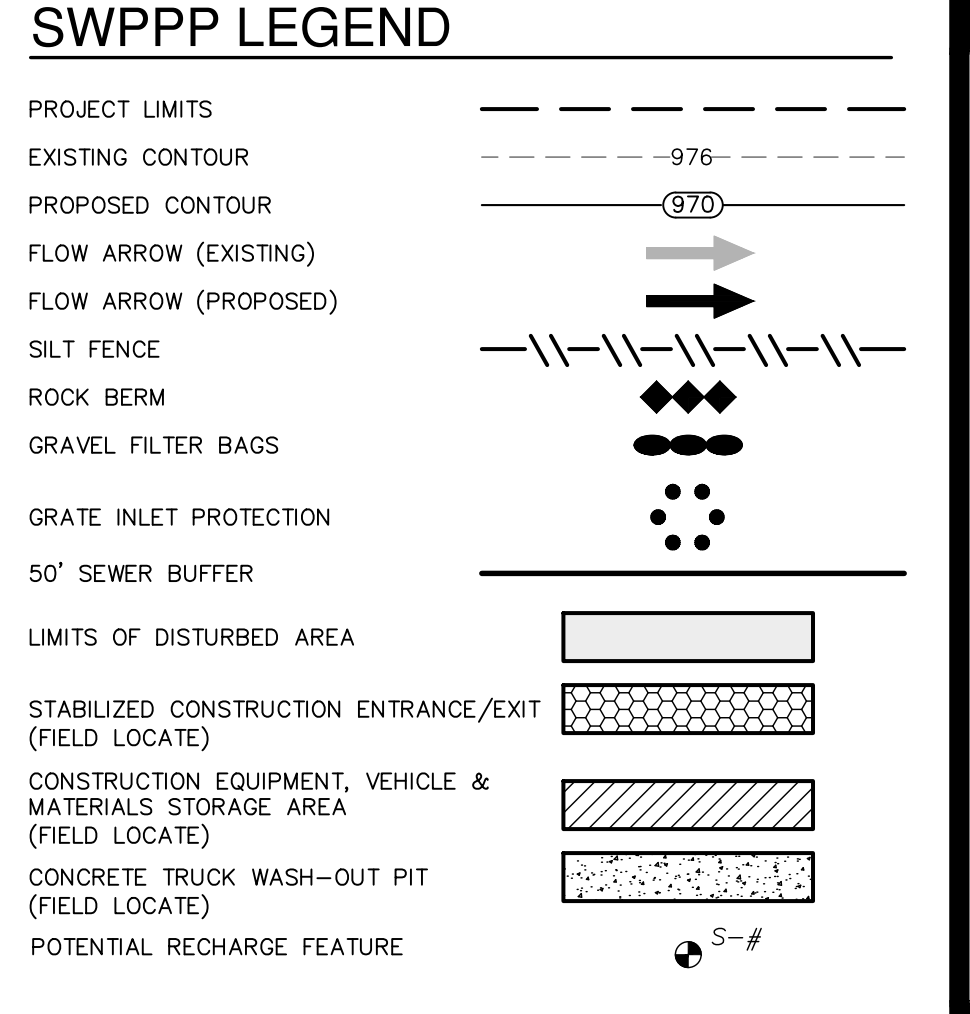 SWPPP LEGEND
PROJECT LIMITS
EXISTING CONTOUR 976
PROPOSED CONTOUR 970
FLOW ARROW (EXISTING)
FLOW ARROW (PROPOSED)
SILT FENCE
ROCK BERM
GRAVEL FILTER BAGS
GRATE INLET PROTECTION
50' SEWER BUFFER
LIMITS OF DISTURBED AREA
STABILIZED CONSTRUCTION ENTRANCE/EXIT
(FIELD LOCATE)
CONSTRUCTION EQUIPMENT, VEHICLE &
MATERIALS STORAGE AREA
(FIELD LOCATE)
CONCRETE TRUCK WASH-OUT PIT
(FIELD LOCATE)
POTENTIAL RECHARGE FEATURE S-#